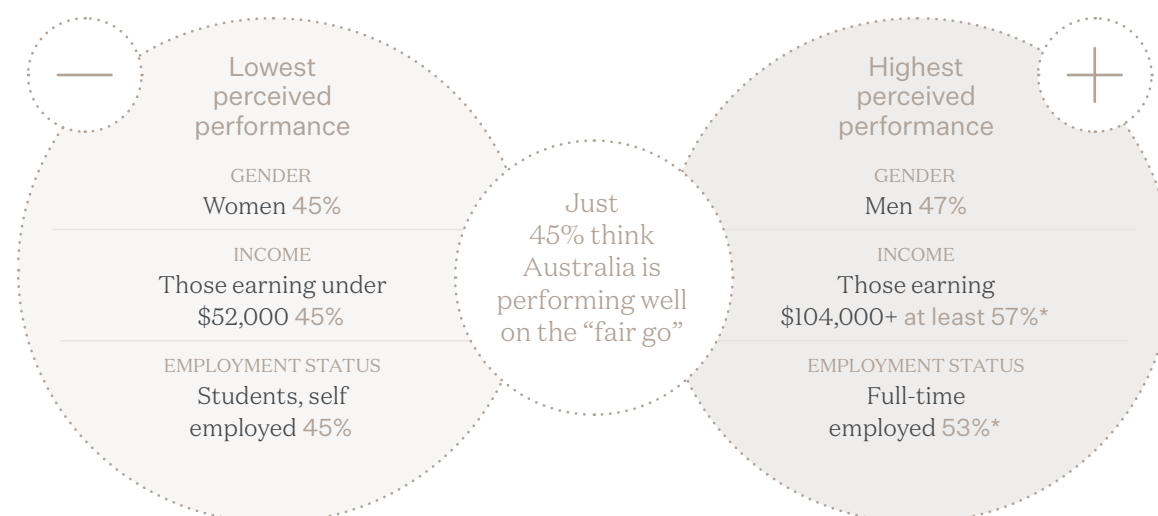 Lowest
perceived
performance
GENDER
Women 45%
INCOME
Those earning under
$52,000 45%
EMPLOYMENT STATUS
Students, self
employed 45%
Just
45% think
Australia is
performing well
on the “fair go”
Highest
perceived
performance
GENDER
Men 47%
INCOME
Those earning
$104,000+ at least 57%*
EMPLOYMENT STATUS
Full-time
employed 53%*